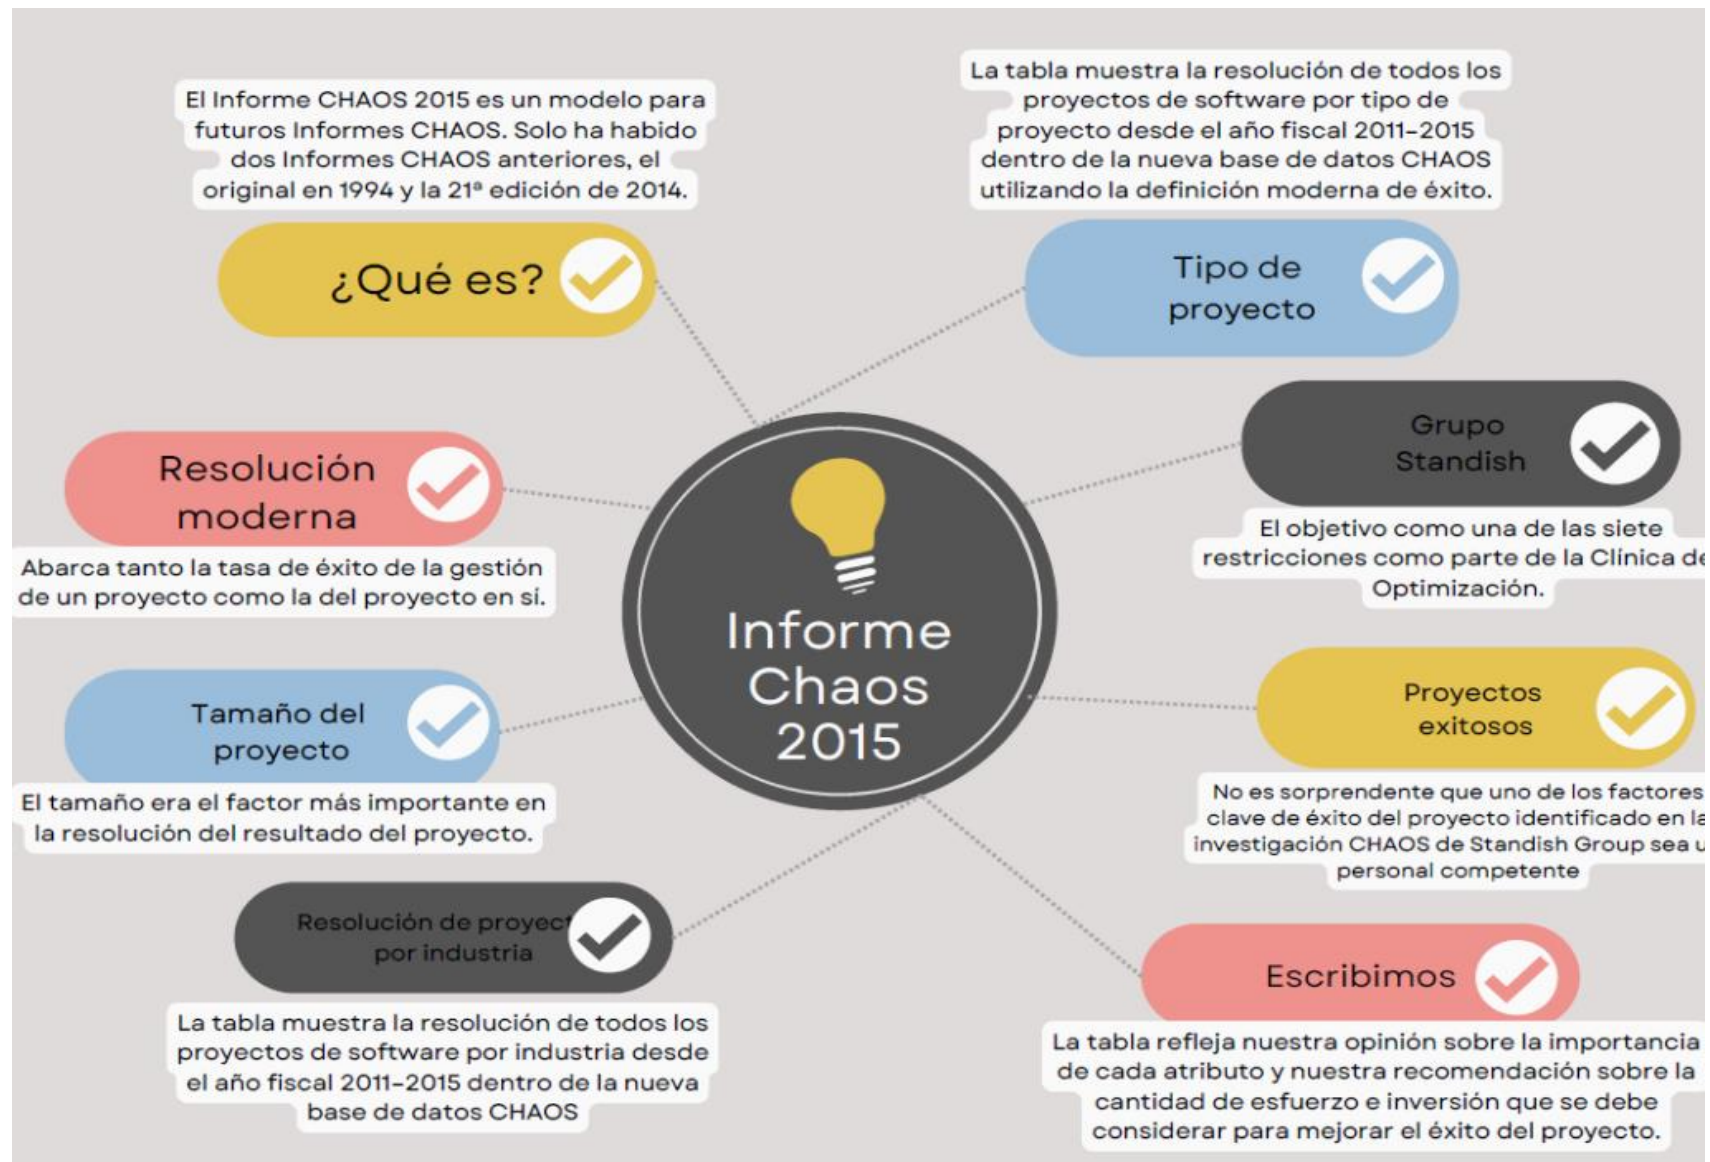 El Informe CHAOS 2015 es un modelo para
futuros Informes CHAOS. Solo ha habido
dos Informes CHAOS anteriores, el
original en 1994 y la 21ª edición de 2014.
¿Qué es?
La tabla muestra la resolución de todos los
proyectos de software por tipo de
proyecto desde el año fiscal 2011–2015
dentro de la nueva base de datos CHAOS
utilizando la definición moderna de éxito.
Tipo de
proyecto
Resolución
moderna
Abarca tanto la tasa de éxito de la gestión
de un proyecto como la del proyecto en sí.
Grupo
Standish
El objetivo como una de las siete
restricciones como parte de la Clínica de
Optimización.
Informe
Chaos
2015
Tamaño del
proyecto
El tamaño era el factor más importante en
la resolución del resultado del proyecto.
Proyectos
exitosos
No es sorprendente que uno de los factores
clave de éxito del proyecto identificado en la
investigación CHAOS de Standish Group sea
personal competente
Resolución de
por industria
La tabla muestra la resolución de todos los
proyectos de software por industria desde
el año fiscal 2011–2015 dentro de la nueva
base de datos CHAOS
Escribimos
La tabla refleja nuestra opinión sobre la importancia
de cada atributo y nuestra recomendación sobre la
cantidad de esfuerzo e inversión que se debe
considerar para mejorar el éxito del proyecto.